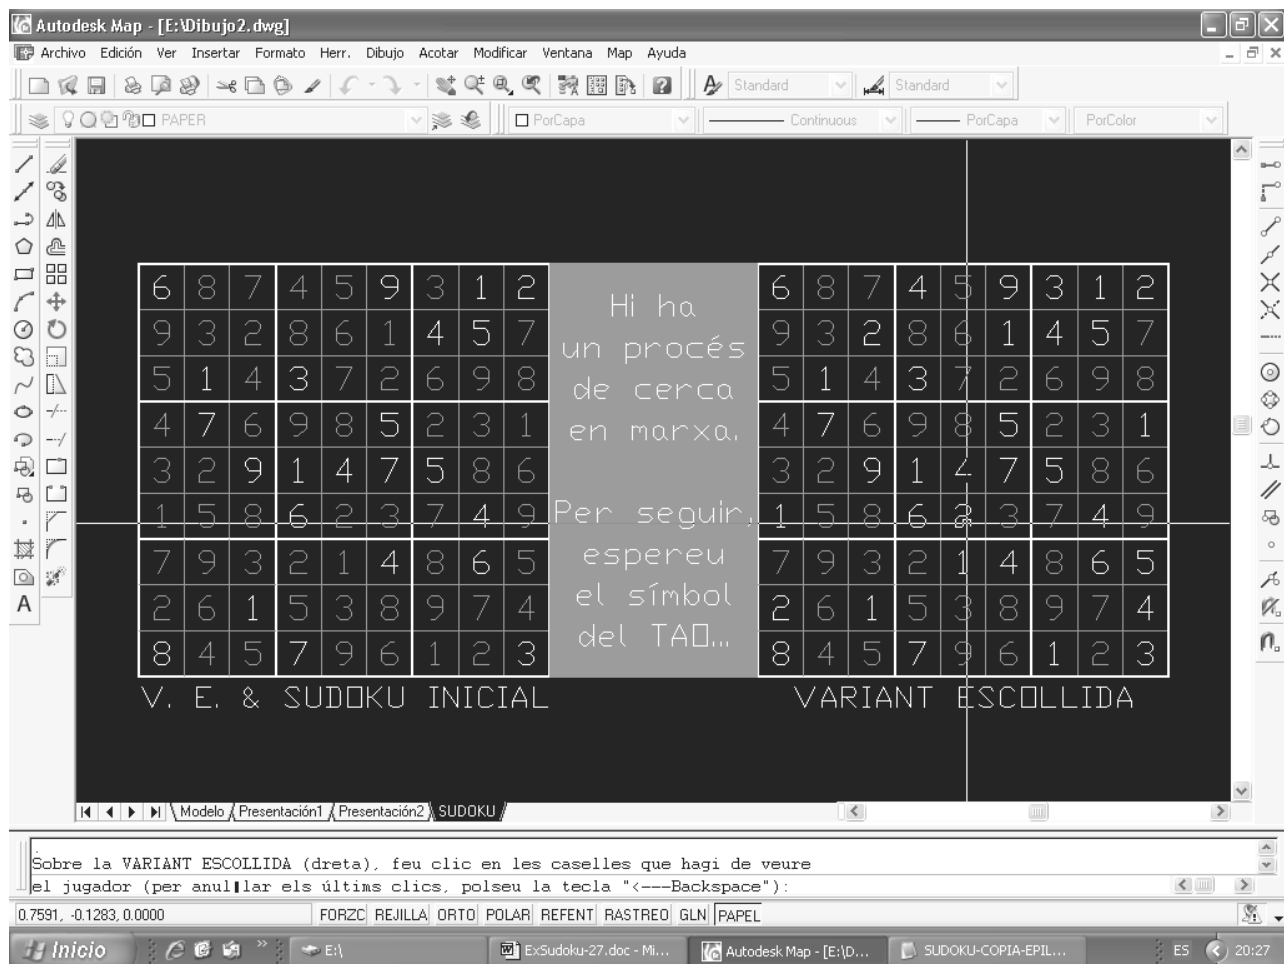 Autodesk Map - [E:\Dibujo2.dwg]
Archivo Edición Ver Insertar Formato Herr. Dibujo Acotar Modificar Ventana Map Ayuda
Standard Standard
PAPER PorCapa Continuous PorCapa PorColor
6 8 7 4 5 9 3 1 2
9 3 2 8 6 1 4 5 7
5 1 4 3 7 2 6 9 8
4 7 6 9 8 5 2 3 1
3 2 9 1 4 7 5 8 6
1 5 8 6 2 3 7 4 9
7 9 3 2 1 4 8 6 5
2 6 1 5 3 8 9 7 4
8 4 5 7 9 6 1 2 3
V. E. & SUDOKU INICIAL
Hi ha
un procés
de cerca
en marxa.
Per seguir,
espereu
el símbol
del TAO...
6 8 7 4 5 9 3 1 2
9 3 2 8 6 1 4 5 7
5 1 4 3 7 2 6 9 8
4 7 6 9 8 5 2 3 1
3 2 9 1 4 7 5 8 6
1 5 8 6 2 3 7 4 9
7 9 3 2 1 4 8 6 5
2 6 1 5 3 8 9 7 4
8 4 5 7 9 6 1 2 3
VARIANT ESCOLLIDA
Modelo Presentación1 Presentación2 SUDOKU
Sobre la VARIANT ESCOLLIDA (dreta), feu clic en les caselles que hagi de veure
el jugador (per anul|lar els últims clics, polseu la tecla "<---Backspace"):
0.7591, -0.1283, 0.0000 FORZC REJILLA ORTO POLAR REFENT RASTREO GLN PAPEL
Inicio » E:\ ExSudoku-27.doc - Mi... Autodesk Map - [E:\D... SUDOKU-COPIA-EPIL... ES 20:27